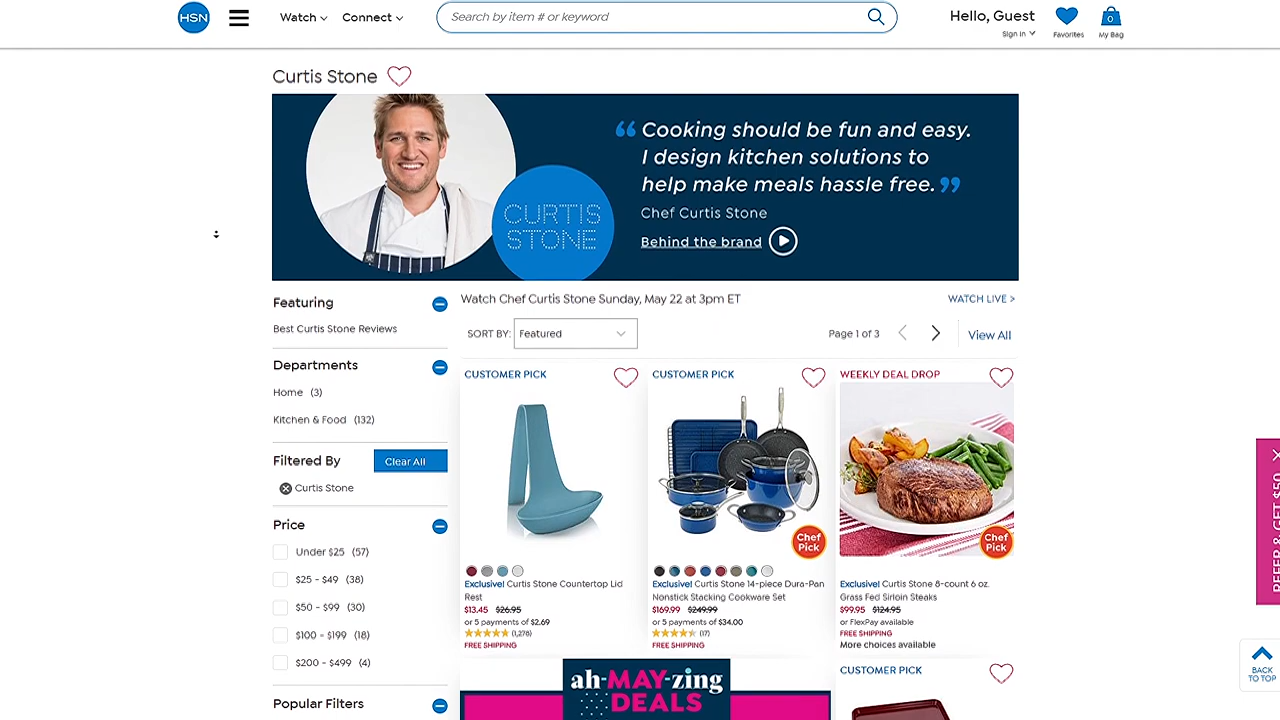 HSN
Watch
Connect
Search by item # or keyword
Hello, Guest
Sign in
Favorites
0
My Bag
Curtis Stone
“ Cooking should be fun and easy.
I design kitchen solutions to
help make meals hassle free. ”
Chef Curtis Stone
Behind the brand
CURTIS
STONE
Featuring
Best Curtis Stone Reviews
Departments
Home (3)
Kitchen & Food (132)
Filtered By
Clear All
Curtis Stone
Price
Under $25 (57)
$25 - $49 (38)
$50 - $99 (30)
$100 - $199 (18)
$200 - $499 (4)
Popular Filters
Watch Chef Curtis Stone Sunday, May 22 at 3pm ET
WATCH LIVE >
SORT BY: Featured
Page 1 of 3
View All
CUSTOMER PICK
Exclusive! Curtis Stone Countertop Lid
Rest
$13.45 $26.95
or 5 payments of $2.69
(1,278)
FREE SHIPPING
CUSTOMER PICK
Chef
Pick
Exclusive! Curtis Stone 14-piece Dura-Pan
Nonstick Stacking Cookware Set
$169.99 $249.99
or 5 payments of $34.00
(17)
FREE SHIPPING
WEEKLY DEAL DROP
Chef
Pick
Exclusive! Curtis Stone 8-count 6 oz.
Grass Fed Sirloin Steaks
$99.95 $124.95
or FlexPay available
FREE SHIPPING
More choices available
ah-MAY-zing
DEALS
CUSTOMER PICK
REFER & GET $50
BACK
TO TOP